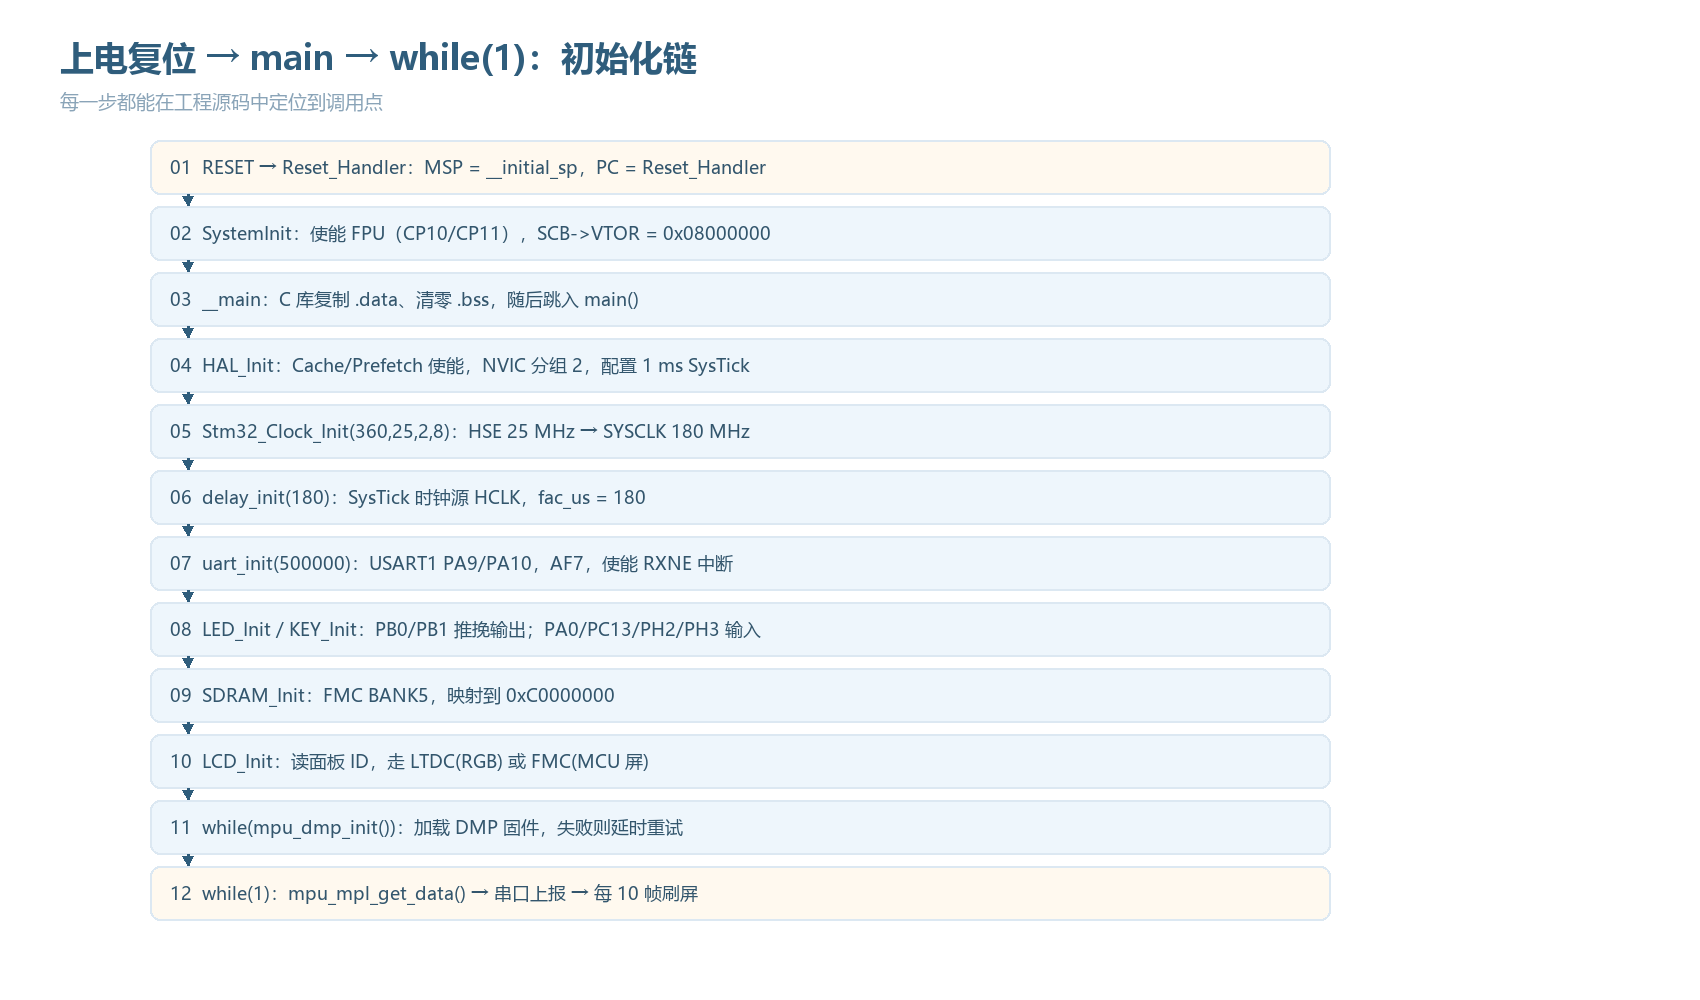 上电复位 → main → while(1)：初始化链
每一步都能在工程源码中定位到调用点
01 RESET → Reset_Handler：MSP = __initial_sp，PC = Reset_Handler
02 SystemInit：使能 FPU（CP10/CP11），SCB->VTOR = 0x08000000
03 __main：C 库复制 .data、清零 .bss，随后跳入 main()
04 HAL_Init：Cache/Prefetch 使能，NVIC 分组 2，配置 1 ms SysTick
05 Stm32_Clock_Init(360,25,2,8)：HSE 25 MHz → SYSCLK 180 MHz
06 delay_init(180)：SysTick 时钟源 HCLK，fac_us = 180
07 uart_init(500000)：USART1 PA9/PA10，AF7，使能 RXNE 中断
08 LED_Init / KEY_Init：PB0/PB1 推挽输出；PA0/PC13/PH2/PH3 输入
09 SDRAM_Init：FMC BANK5，映射到 0xC0000000
10 LCD_Init：读面板 ID，走 LTDC(RGB) 或 FMC(MCU 屏)
11 while(mpu_dmp_init())：加载 DMP 固件，失败则延时重试
12 while(1)：mpu_mpl_get_data() → 串口上报 → 每 10 帧刷屏